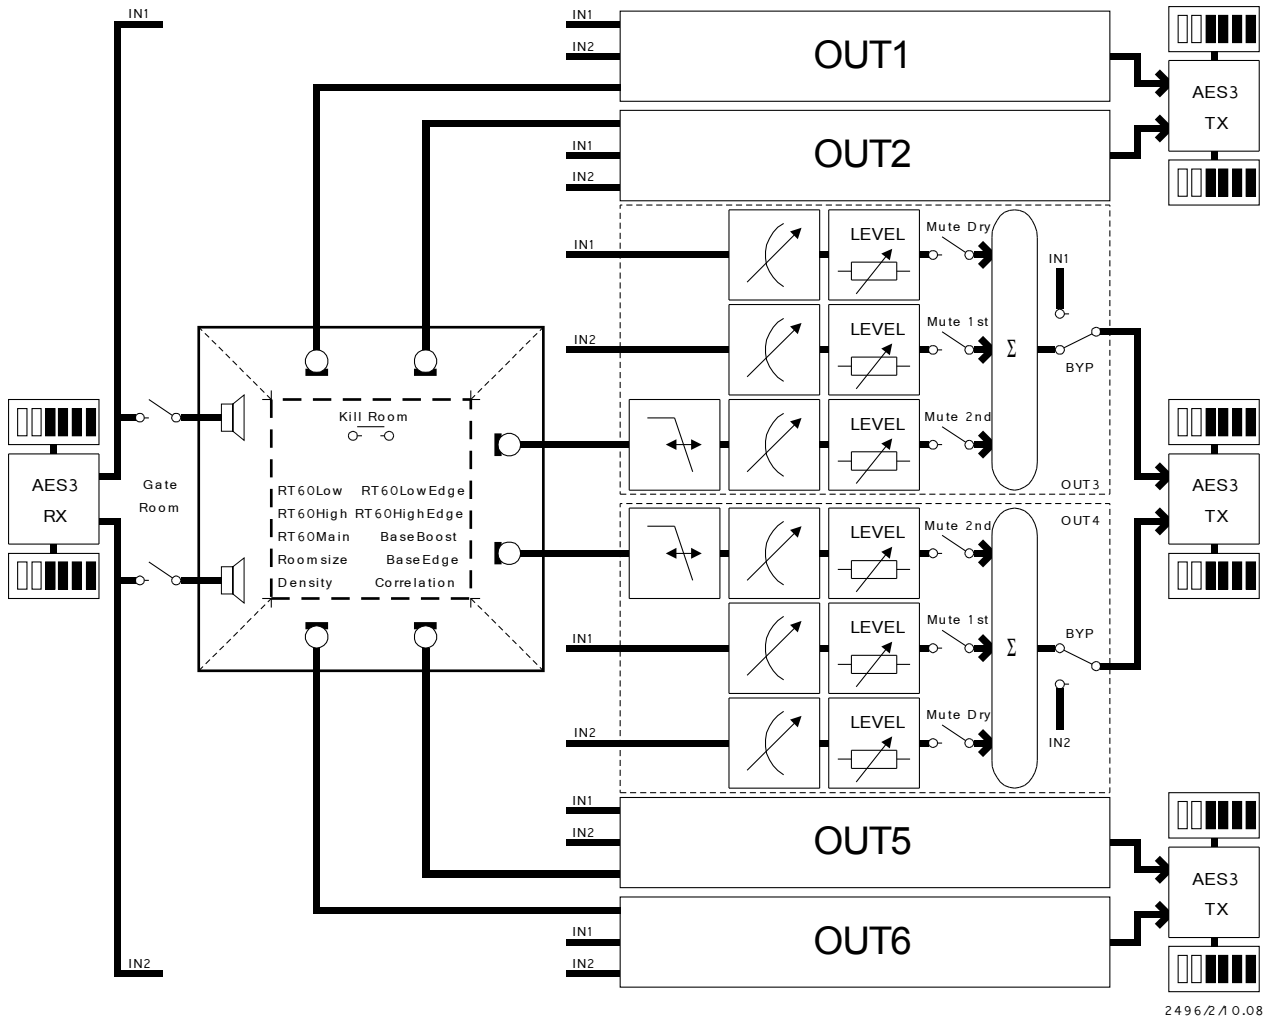 IN1
IN1
IN2
OUT1
AES3
TX
IN1
IN2
OUT2
IN1
LEVEL
Mute Dry
IN1
IN2
LEVEL
Mute 1st
Σ
BYP
LEVEL
Mute 2nd
OUT3
Kill Room
AES3
RX
Gate
Room
RT60Low RT60LowEdge
RT60High RT60HighEdge
RT60Main BaseBoost
Roomsize BaseEdge
Density Correlation
AES3
TX
LEVEL
Mute 2nd
OUT4
IN1
LEVEL
Mute 1st
Σ
BYP
IN2
LEVEL
Mute Dry
IN2
IN1
IN2
OUT5
AES3
TX
IN1
IN2
OUT6
IN2
2496/2/10.08